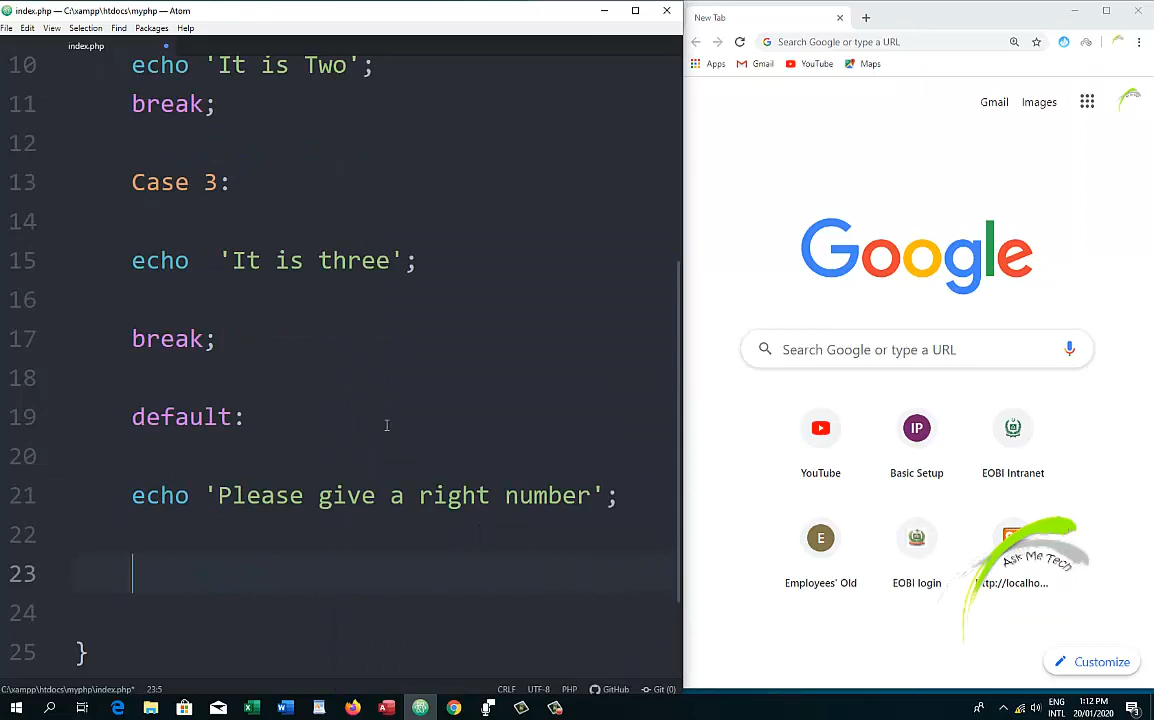 index.php — C:\xampp\htdocs\myphp — Atom
File Edit View Selection Find Packages Help
index.php
10 echo 'It is Two';
11 break;
12
13 Case 3:
14
15 echo  'It is three';
16
17 break;
18
19 default:
20
21 echo 'Please give a right number';
22
23
24
25 }
C:\xampp\htdocs\myphp\index.php* 23:5 CRLF UTF-8 PHP GitHub Git (0)
New Tab
Search Google or type a URL
Apps Gmail YouTube Maps
Gmail Images
Google
Search Google or type a URL
YouTube
IP
Basic Setup
EOBI Intranet
E
Employees' Old
EOBI login
http://localho...
Ask Me Tech
Customize
ENG
INTL
1:12 PM
20/01/2020
3